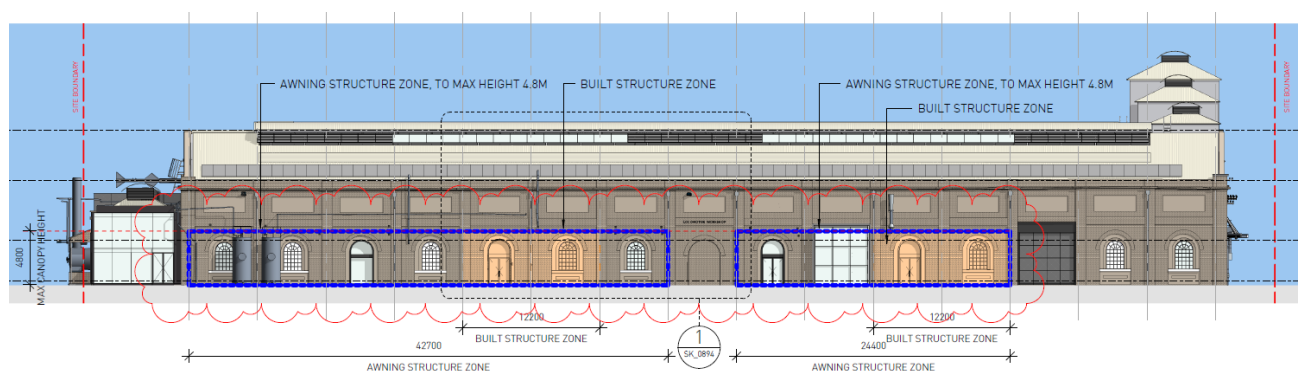 AWNING STRUCTURE ZONE, TO MAX HEIGHT 4.8M
BUILT STRUCTURE ZONE
AWNING STRUCTURE ZONE, TO MAX HEIGHT 4.8M
BUILT STRUCTURE ZONE
SITE BOUNDARY
SITE BOUNDARY
LOCOMOTIVE WORKSHOP
4800
MAX CANOPY HEIGHT
12200
BUILT STRUCTURE ZONE
42700
AWNING STRUCTURE ZONE
1
SK_0894
12200
BUILT STRUCTURE ZONE
24400
AWNING STRUCTURE ZONE